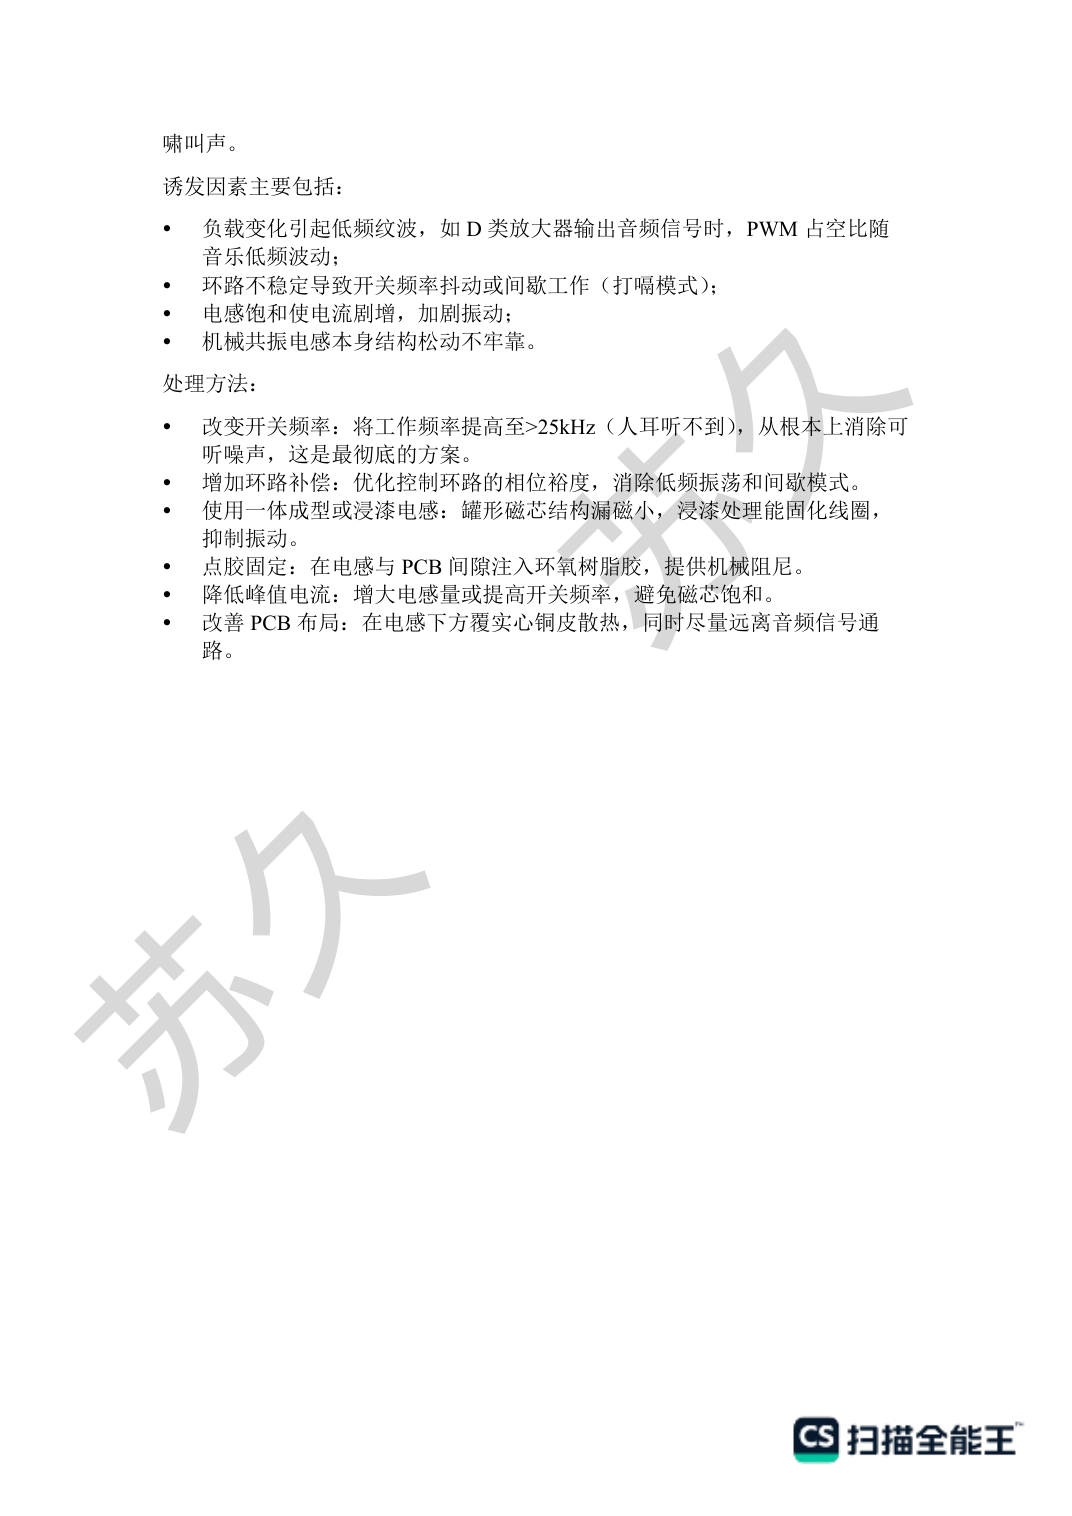 啸叫声。
诱发因素主要包括：
• 负载变化引起低频纹波，如 D 类放大器输出音频信号时，PWM 占空比随
音乐低频波动；
• 环路不稳定导致开关频率抖动或间歇工作（打嗝模式）；
• 电感饱和使电流剧增，加剧振动；
• 机械共振电感本身结构松动不牢靠。
处理方法：
• 改变开关频率：将工作频率提高至>25kHz（人耳听不到），从根本上消除可
听噪声，这是最彻底的方案。
• 增加环路补偿：优化控制环路的相位裕度，消除低频振荡和间歇模式。
• 使用一体成型或浸漆电感：罐形磁芯结构漏磁小，浸漆处理能固化线圈，
抑制振动。
• 点胶固定：在电感与 PCB 间隙注入环氧树脂胶，提供机械阻尼。
• 降低峰值电流：增大电感量或提高开关频率，避免磁芯饱和。
• 改善 PCB 布局：在电感下方覆实心铜皮散热，同时尽量远离音频信号通
路。
苏久
苏久
CS 扫描全能王™